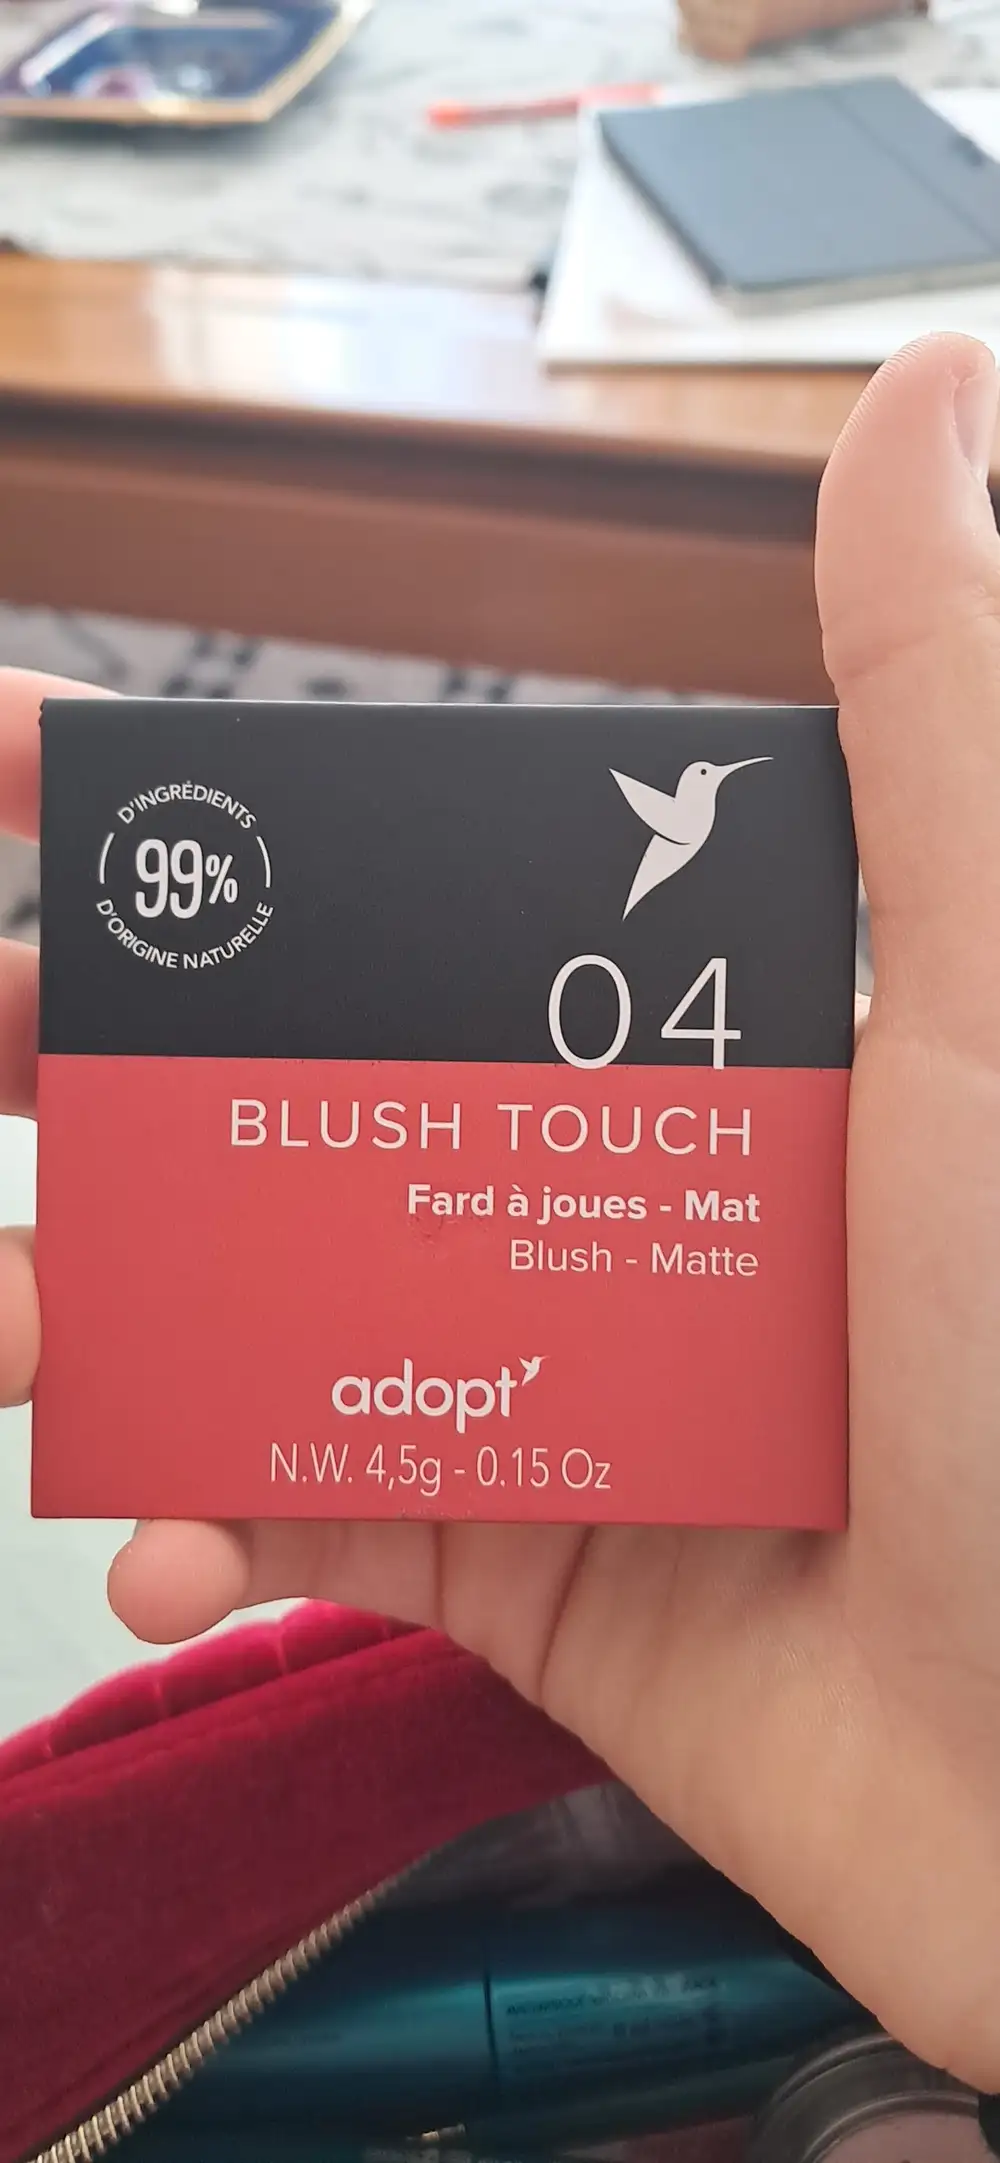 D'INGRÉDIENTS
99%
D'ORIGINE NATURELLE
04
BLUSH TOUCH
Fard à joues - Mat
Blush - Matte
adopt
N.W. 4,5g - 0.15 Oz